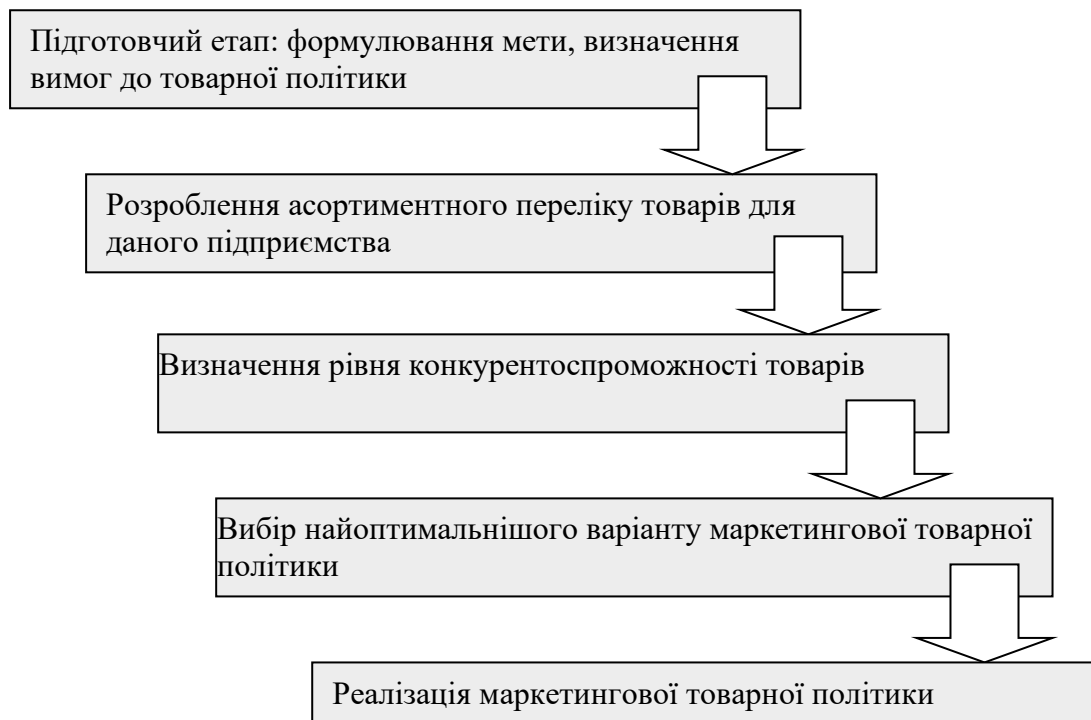 Підготовчий етап: формулювання мети, визначення
вимог до товарної політики
Розроблення асортиментного переліку товарів для
даного підприємства
Визначення рівня конкурентоспроможності товарів
Вибір найоптимальнішого варіанту маркетингової товарної
політики
Реалізація маркетингової товарної політики